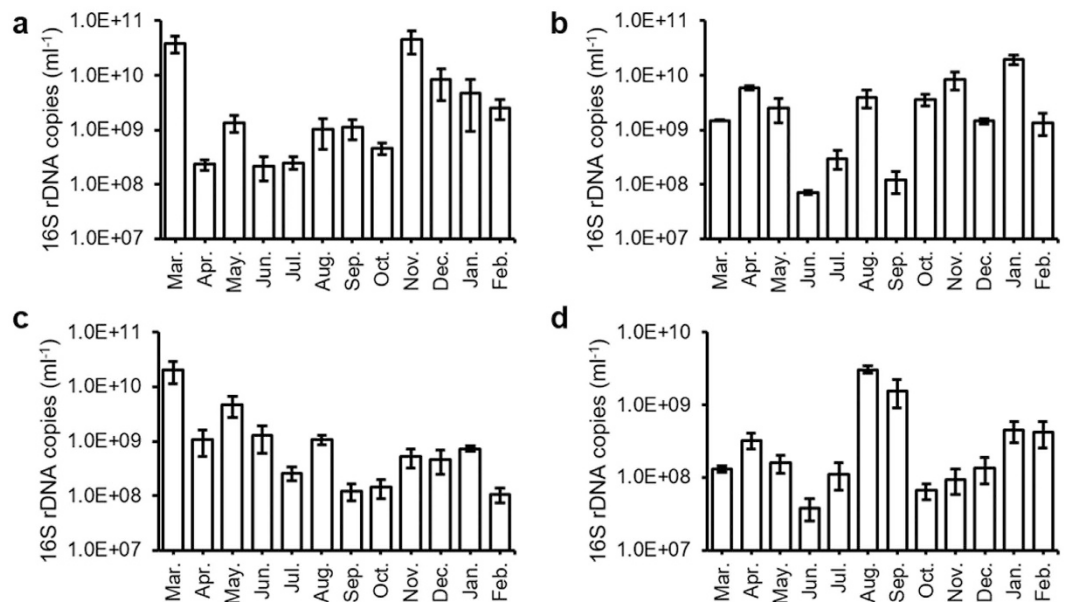 a
16S rDNA copies (ml⁻¹)
1.0E+11
1.0E+10
1.0E+09
1.0E+08
1.0E+07
Mar. Apr. May. Jun. Jul. Aug. Sep. Oct. Nov. Dec. Jan. Feb.
b
16S rDNA copies (ml⁻¹)
1.0E+11
1.0E+10
1.0E+09
1.0E+08
1.0E+07
Mar. Apr. May. Jun. Jul. Aug. Sep. Oct. Nov. Dec. Jan. Feb.
c
16S rDNA copies (ml⁻¹)
1.0E+11
1.0E+10
1.0E+09
1.0E+08
1.0E+07
Mar. Apr. May. Jun. Jul. Aug. Sep. Oct. Nov. Dec. Jan. Feb.
d
16S rDNA copies (ml⁻¹)
1.0E+10
1.0E+09
1.0E+08
1.0E+07
Mar. Apr. May. Jun. Jul. Aug. Sep. Oct. Nov. Dec. Jan. Feb.